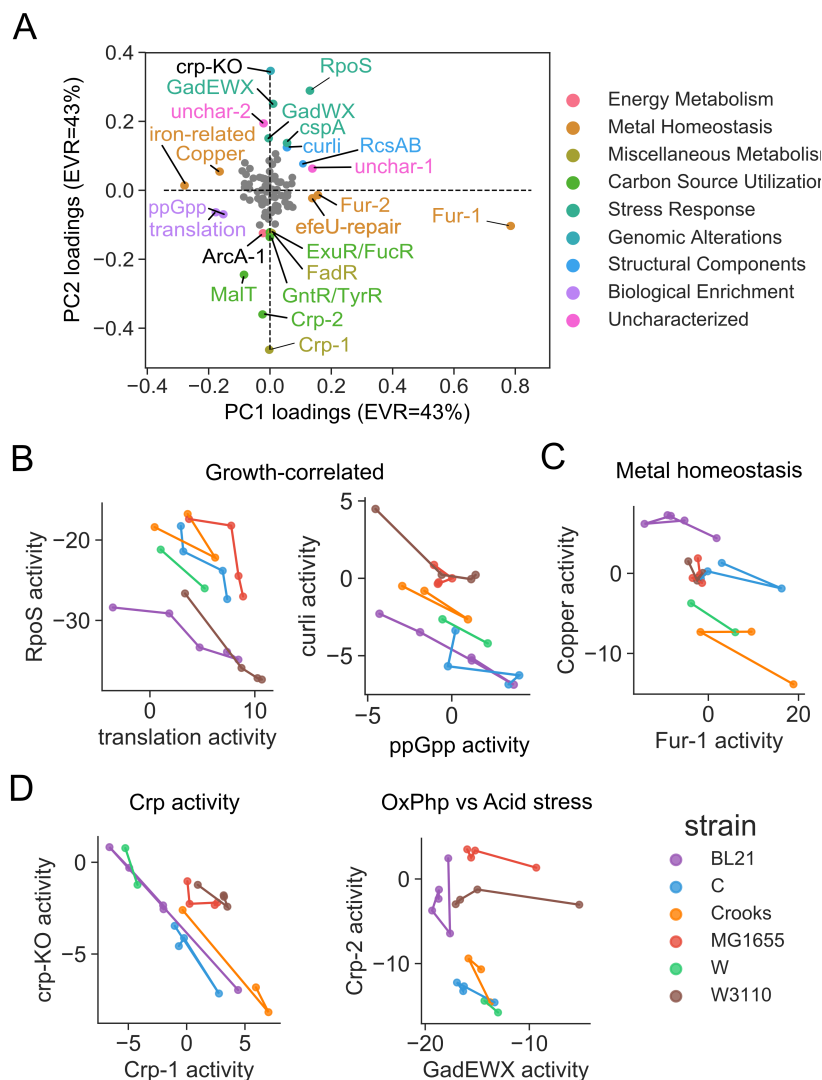 A
PC2 loadings (EVR=43%)
0.4
0.2
0.0
−0.2
−0.4
crp-KO
RpoS
GadEWX
unchar-2
GadWX
cspA
iron-related
curli
RcsAB
Copper
unchar-1
ppGpp
Fur-2
Fur-1
translation
efeU-repair
ArcA-1
ExuR/FucR
FadR
MalT
GntR/TyrR
Crp-2
Crp-1
−0.4
−0.2
0.0
0.2
0.4
0.6
0.8
PC1 loadings (EVR=43%)
Energy Metabolism
Metal Homeostasis
Miscellaneous Metabolism
Carbon Source Utilization
Stress Response
Genomic Alterations
Structural Components
Biological Enrichment
Uncharacterized
B
Growth-correlated
RpoS activity
−20
−30
0
10
translation activity
curli activity
5
0
−5
−5
0
ppGpp activity
C
Metal homeostasis
Copper activity
0
−10
0
20
Fur-1 activity
D
Crp activity
crp-KO activity
0
−5
−5
0
5
Crp-1 activity
OxPhp vs Acid stress
Crp-2 activity
0
−10
−20
−10
GadEWX activity
strain
BL21
C
Crooks
MG1655
W
W3110